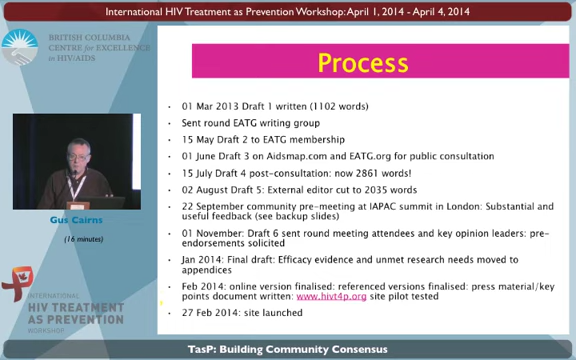 International HIV Treatment as Prevention Workshop: April 1, 2014 - April 4, 2014
BRITISH COLUMBIA
CENTRE for EXCELLENCE
in HIV/AIDS
Process
01 Mar 2013 Draft 1 written (1102 words)
Sent round EATG writing group
15 May Draft 2 to EATG membership
01 June Draft 3 on Aidsmap.com and EATG.org for public consultation
15 July Draft 4 post-consultation: now 2861 words!
02 August Draft 5: External editor cut to 2035 words
22 September community pre-meeting at IAPAC summit in London: Substantial and
useful feedback (see backup slides)
01 November: Draft 6 sent round meeting attendees and key opinion leaders: pre-
endorsements solicited
Jan 2014: Final draft: Efficacy evidence and unmet research needs moved to
appendices
Feb 2014: online version finalised: referenced versions finalised: press material/key
points document written: www.hivt4p.org site pilot tested
27 Feb 2014: site launched
Gus Cairns
(16 minutes)
INTERNATIONAL
HIV TREATMENT
AS PREVENTION
WORKSHOP
TasP: Building Community Consensus